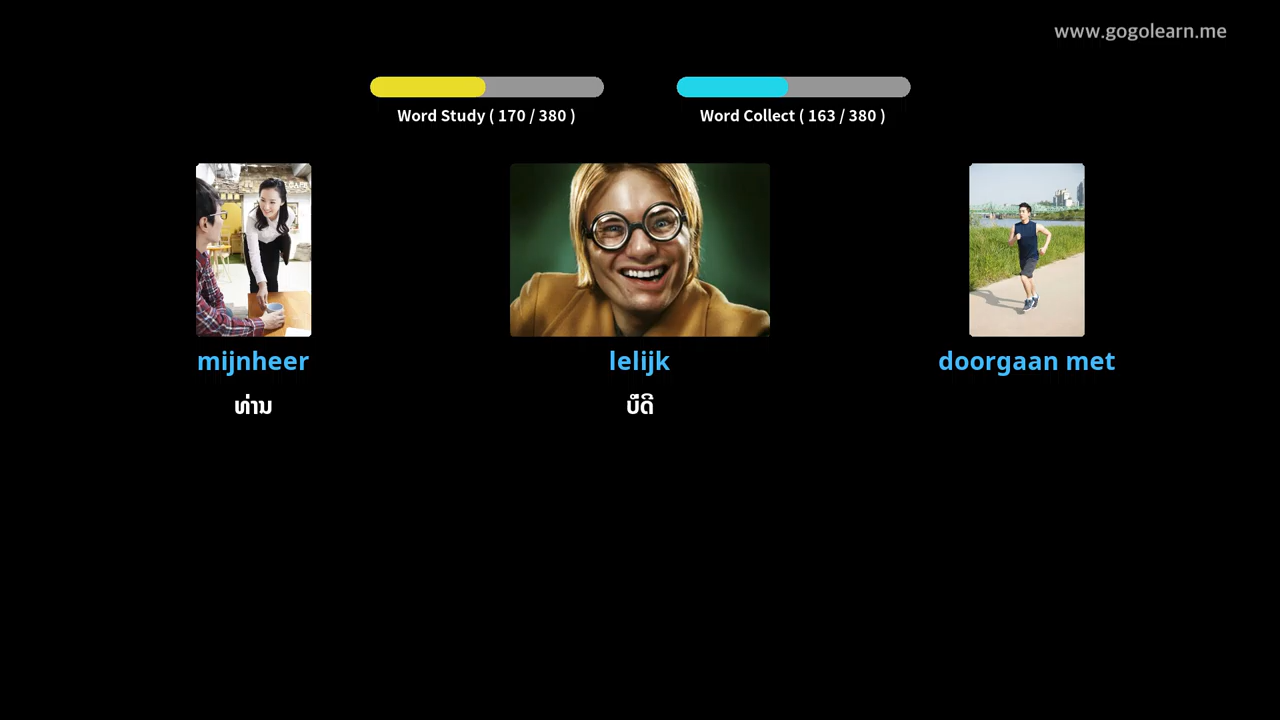 www.gogolearn.me
Word Study ( 170 / 380 )
Word Collect ( 163 / 380 )
mijnheer
lelijk
doorgaan met
ທ່ານ
ບໍ່ດີ